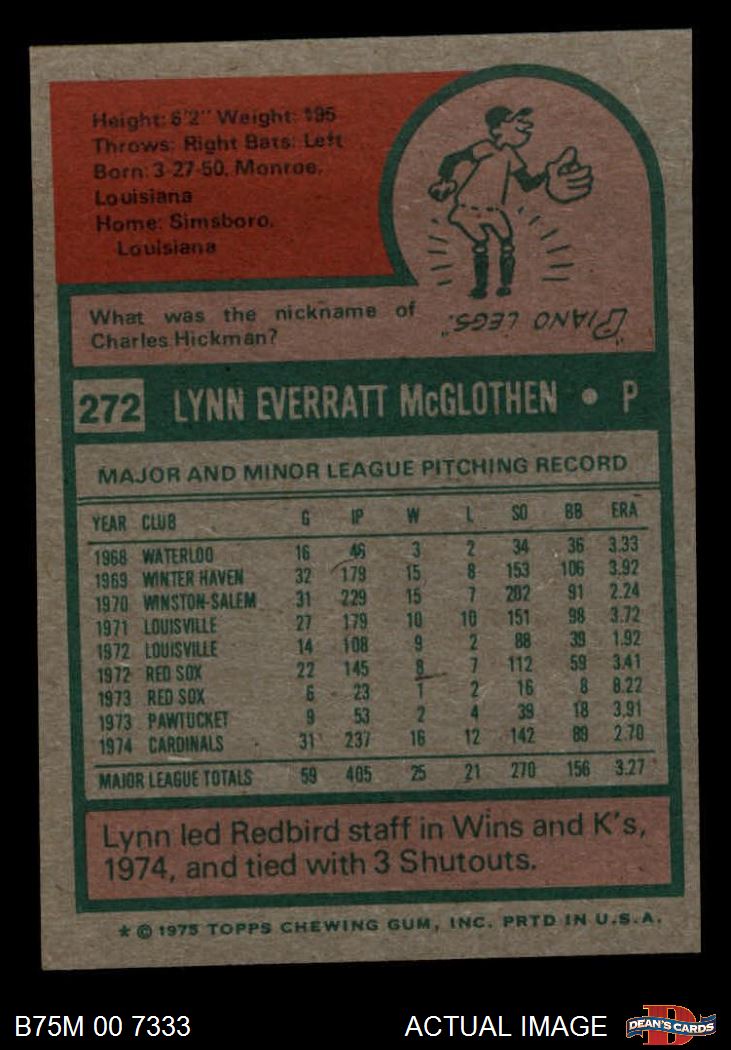 Height: 6'2" Weight: 195
Throws: Right Bats: Left
Born: 3-27-50, Monroe,
Louisiana
Home: Simsboro,
Louisiana
What was the nickname of
Charles Hickman?
"PIANO LEGS."
272 LYNN EVERRATT McGLOTHEN • P
MAJOR AND MINOR LEAGUE PITCHING RECORD
YEAR CLUB G IP W L SO BB ERA
1968 WATERLOO 16 46 3 2 34 36 3.33
1969 WINTER HAVEN 32 179 15 8 153 106 3.92
1970 WINSTON-SALEM 31 229 15 7 202 91 2.24
1971 LOUISVILLE 27 179 10 10 151 98 3.72
1972 LOUISVILLE 14 108 9 2 88 39 1.92
1972 RED SOX 22 145 8 7 112 59 3.41
1973 RED SOX 6 23 1 2 16 8 8.22
1973 PAWTUCKET 9 53 2 4 39 18 3.91
1974 CARDINALS 31 237 16 12 142 89 2.70
MAJOR LEAGUE TOTALS 59 405 25 21 270 156 3.27
Lynn led Redbird staff in Wins and K's,
1974, and tied with 3 Shutouts.
* © 1975 TOPPS CHEWING GUM, INC. PRTD IN U.S.A.
B75M 00 7333 ACTUAL IMAGE DEAN'S CARDS